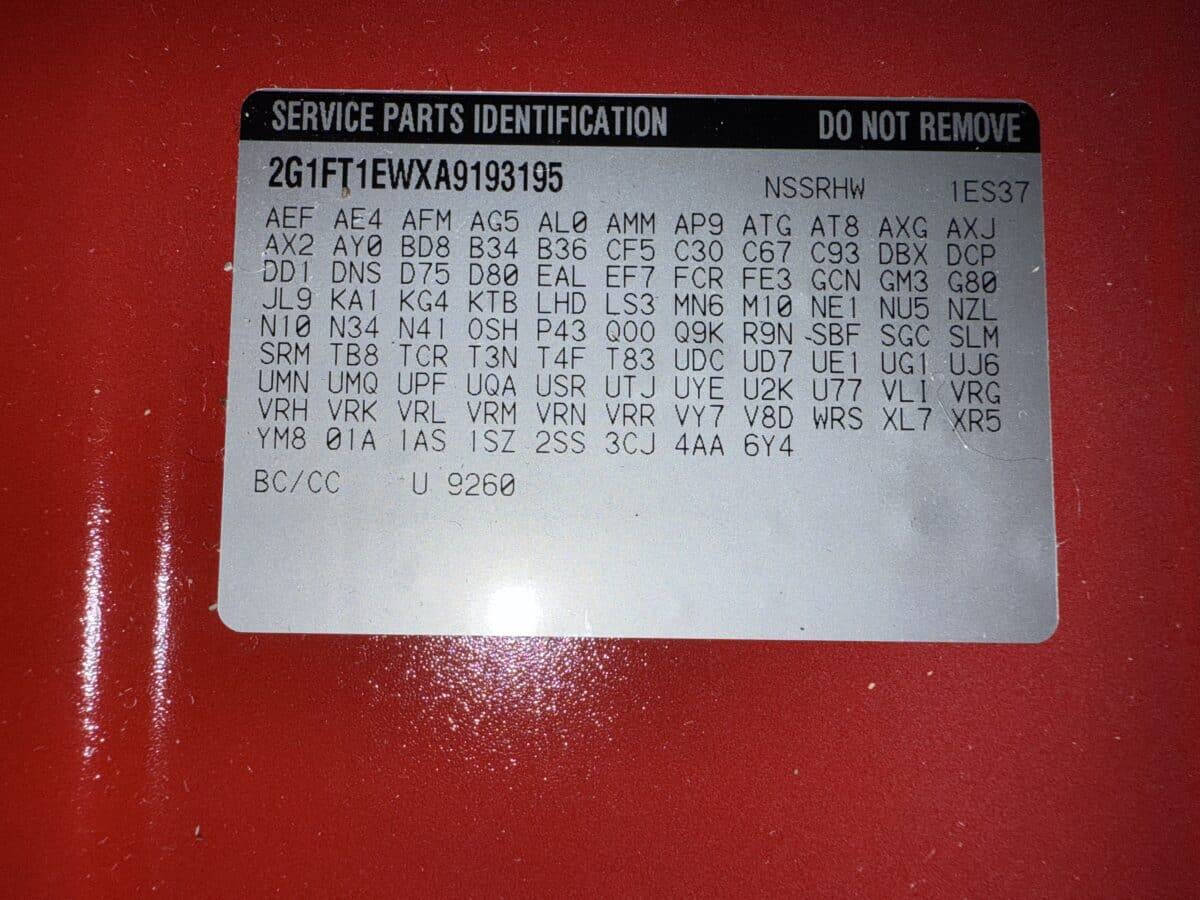 SERVICE PARTS IDENTIFICATION DO NOT REMOVE
2G1FT1EWXA9193195 NSSRHW 1ES37
AEF AE4 AFM AG5 AL0 AMM AP9 ATG AT8 AXG AXJ
AX2 AY0 BD8 B34 B36 CF5 C30 C67 C93 DBX DCP
DD1 DNS D75 D80 EAL EF7 FCR FE3 GCN GM3 G80
JL9 KA1 KG4 KTB LHD LS3 MN6 M10 NE1 NU5 NZL
N10 N34 N41 OSH P43 Q00 Q9K R9N SBF SGC SLM
SRM TB8 TCR T3N T4F T83 UDC UD7 UE1 UG1 UJ6
UMN UMQ UPF UQA USR UTJ UYE U2K U77 VLI VRG
VRH VRK VRL VRM VRN VRR VY7 V8D WRS XL7 XR5
YM8 01A 1AS 1SZ 2SS 3CJ 4AA 6Y4
BC/CC U 9260